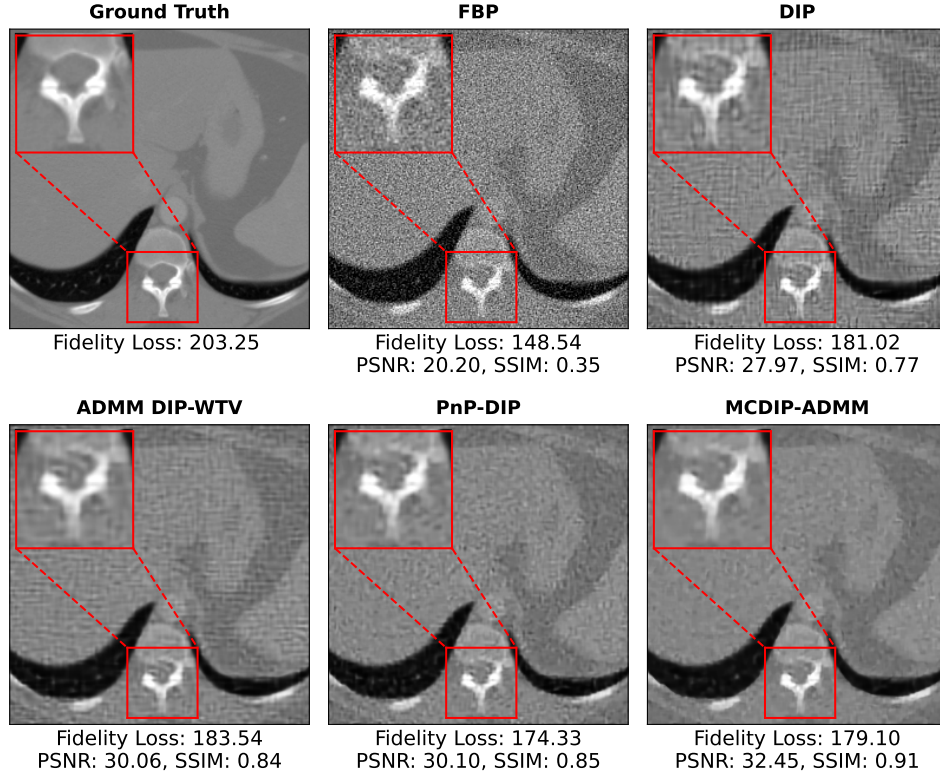 Ground Truth
FBP
DIP
Fidelity Loss: 203.25
Fidelity Loss: 148.54
PSNR: 20.20, SSIM: 0.35
Fidelity Loss: 181.02
PSNR: 27.97, SSIM: 0.77
ADMM DIP-WTV
PnP-DIP
MCDIP-ADMM
Fidelity Loss: 183.54
PSNR: 30.06, SSIM: 0.84
Fidelity Loss: 174.33
PSNR: 30.10, SSIM: 0.85
Fidelity Loss: 179.10
PSNR: 32.45, SSIM: 0.91